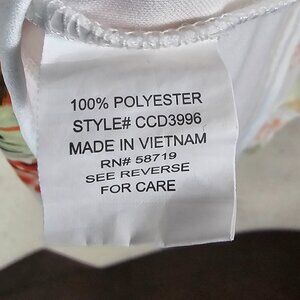 100% POLYESTER
STYLE# CCD3996
MADE IN VIETNAM
RN# 58719
SEE REVERSE
FOR CARE